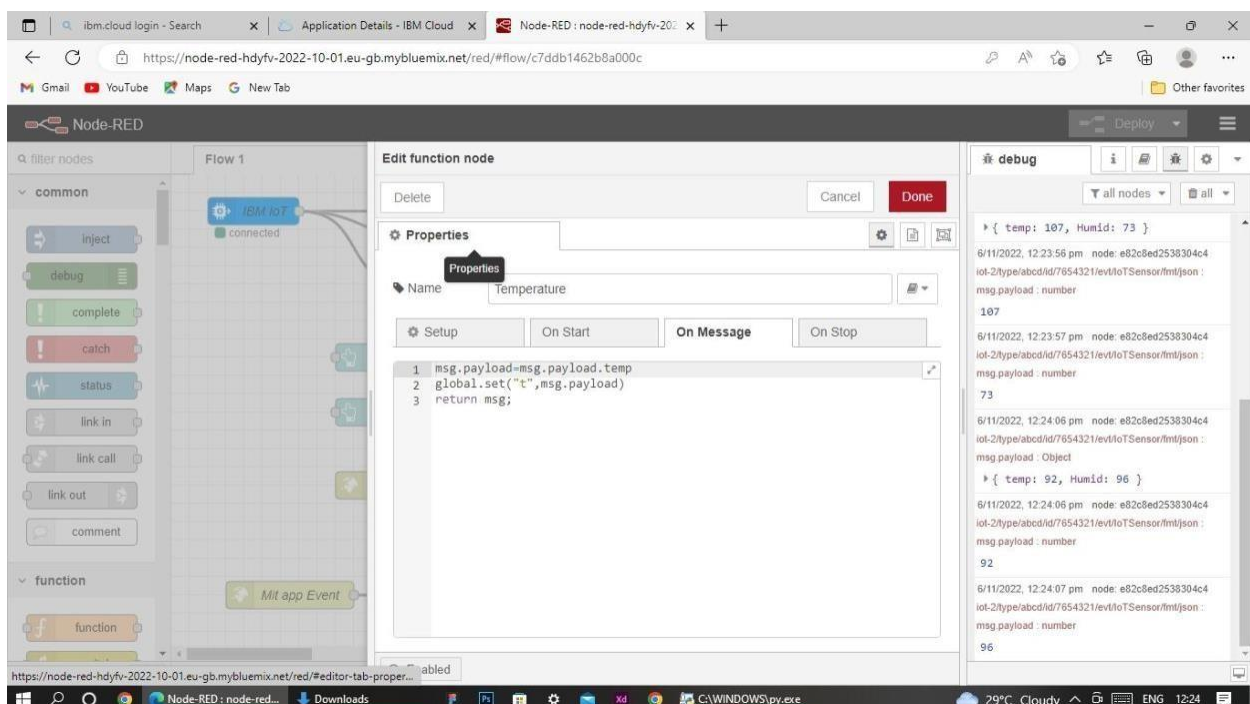 ibm.cloud login - Search
Application Details - IBM Cloud
Node-RED : node-red-hdyfv-202
https://node-red-hdyfv-2022-10-01.eu-gb.mybluemix.net/red/#flow/c7ddb1462b8a000c
Gmail YouTube Maps New Tab Other favorites
Node-RED
Deploy
filter nodes
common
inject
debug
complete
catch
status
link in
link call
link out
comment
function
function
Flow 1
IBM IoT
connected
Mit app Event
Edit function node
Delete Cancel Done
Properties
Properties
Name Temperature
Setup On Start On Message On Stop
1 msg.payload=msg.payload.temp
2 global.set("t",msg.payload)
3 return msg;
debug
all nodes all
{ temp: 107, Humid: 73 }
6/11/2022, 12:23:56 pm node: e82c8ed2538304c4
iot-2/type/abcd/id/7654321/evt/IoTSensor/fmt/json :
msg.payload : number
107
6/11/2022, 12:23:57 pm node: e82c8ed2538304c4
iot-2/type/abcd/id/7654321/evt/IoTSensor/fmt/json :
msg.payload : number
73
6/11/2022, 12:24:06 pm node: e82c8ed2538304c4
iot-2/type/abcd/id/7654321/evt/IoTSensor/fmt/json :
msg.payload : Object
{ temp: 92, Humid: 96 }
6/11/2022, 12:24:06 pm node: e82c8ed2538304c4
iot-2/type/abcd/id/7654321/evt/IoTSensor/fmt/json :
msg.payload : number
92
6/11/2022, 12:24:07 pm node: e82c8ed2538304c4
iot-2/type/abcd/id/7654321/evt/IoTSensor/fmt/json :
msg.payload : number
96
https://node-red-hdyfv-2022-10-01.eu-gb.mybluemix.net/red/#editor-tab-proper...
Node-RED : node-red... Downloads Ps Xd C:\WINDOWS\py.exe 29°C Cloudy ENG 12:24